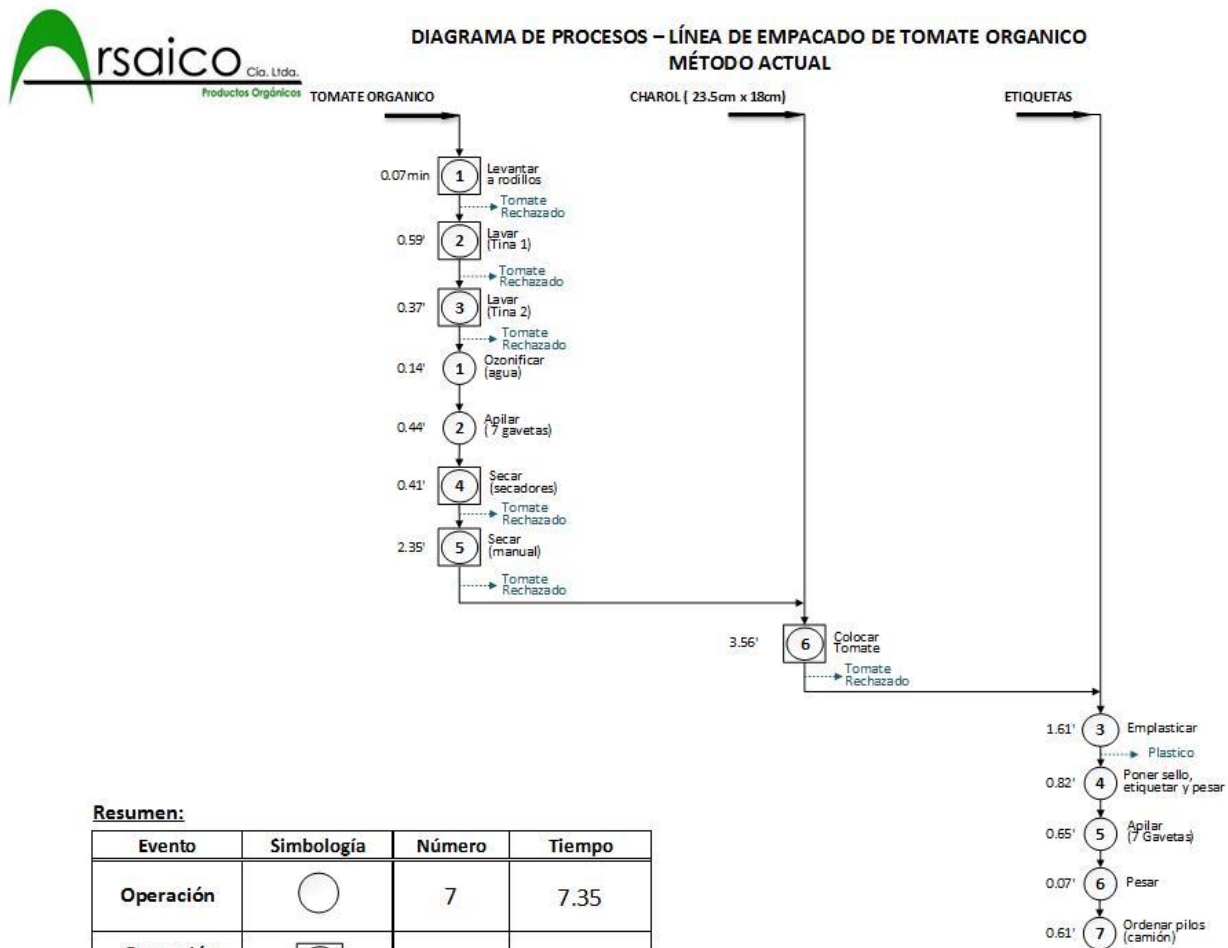 Arsaico Cía. Ltda.
Productos Orgánicos
DIAGRAMA DE PROCESOS – LÍNEA DE EMPACADO DE TOMATE ORGANICO
MÉTODO ACTUAL
TOMATE ORGANICO
CHAROL ( 23.5cm x 18cm)
ETIQUETAS
0.07min
1
Levantar
a rodillos
Tomate
Rechazado
0.59'
2
Lavar
(Tina 1)
Tomate
Rechazado
0.37'
3
Lavar
(Tina 2)
Tomate
Rechazado
0.14'
1
Ozonificar
(agua)
0.44'
2
Apilar
( 7 gavetas)
0.41'
4
Secar
(secadores)
Tomate
Rechazado
2.35'
5
Secar
(manual)
Tomate
Rechazado
3.56'
6
Colocar
Tomate
Tomate
Rechazado
1.61'
3
Emplasticar
Plastico
0.82'
4
Poner sello,
etiquetar y pesar
0.65'
5
Apilar
(7 Gavetas)
0.07'
6
Pesar
0.61'
7
Ordenar pilos
(camión)
Resumen:
Evento Simbología Número Tiempo
Operación 7 7.35